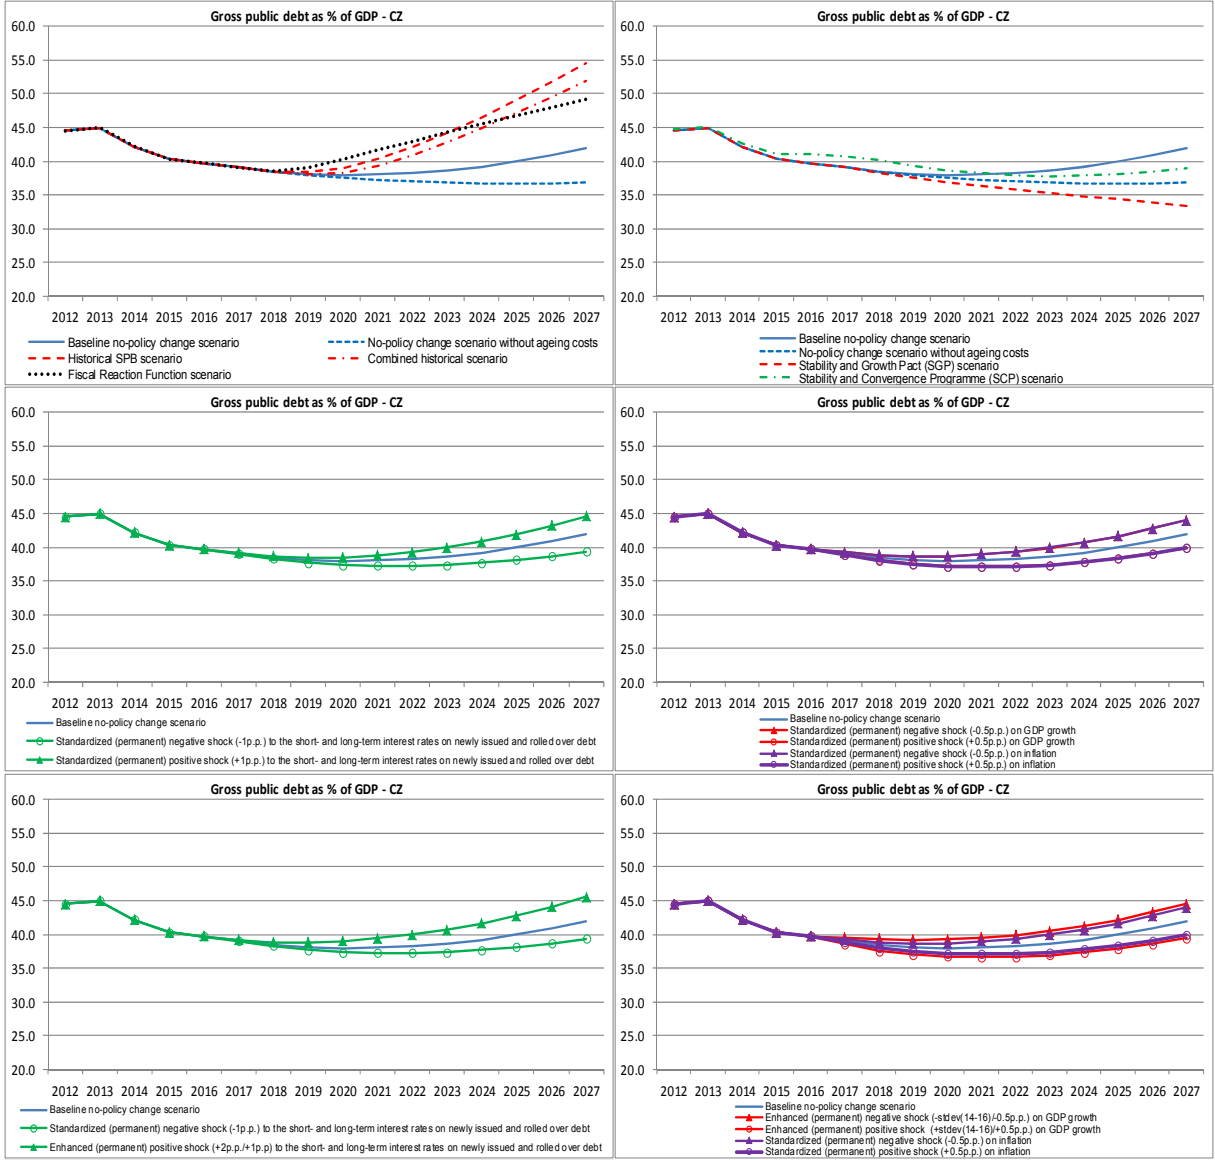 Gross public debt as % of GDP - CZ
60.0
55.0
50.0
45.0
40.0
35.0
30.0
25.0
20.0
2012 2013 2014 2015 2016 2017 2018 2019 2020 2021 2022 2023 2024 2025 2026 2027
Baseline no-policy change scenario
No-policy change scenario without ageing costs
Historical SPB scenario
Combined historical scenario
Fiscal Reaction Function scenario
Gross public debt as % of GDP - CZ
60.0
55.0
50.0
45.0
40.0
35.0
30.0
25.0
20.0
2012 2013 2014 2015 2016 2017 2018 2019 2020 2021 2022 2023 2024 2025 2026 2027
Baseline no-policy change scenario
No-policy change scenario without ageing costs
Stability and Growth Pact (SGP) scenario
Stability and Convergence Programme (SCP) scenario
Gross public debt as % of GDP - CZ
60.0
55.0
50.0
45.0
40.0
35.0
30.0
25.0
20.0
2012 2013 2014 2015 2016 2017 2018 2019 2020 2021 2022 2023 2024 2025 2026 2027
Baseline no-policy change scenario
Standardized (permanent) negative shock (-1p.p.) to the short- and long-term interest rates on newly issued and rolled over debt
Standardized (permanent) positive shock (+1p.p.) to the short- and long-term interest rates on newly issued and rolled over debt
Gross public debt as % of GDP - CZ
60.0
55.0
50.0
45.0
40.0
35.0
30.0
25.0
20.0
2012 2013 2014 2015 2016 2017 2018 2019 2020 2021 2022 2023 2024 2025 2026 2027
Baseline no-policy change scenario
Standardized (permanent) negative shock (-0.5p.p.) on GDP growth
Standardized (permanent) positive shock (+0.5p.p.) on GDP growth
Standardized (permanent) negative shock (-0.5p.p.) on inflation
Standardized (permanent) positive shock (+0.5p.p.) on inflation
Gross public debt as % of GDP - CZ
60.0
55.0
50.0
45.0
40.0
35.0
30.0
25.0
20.0
2012 2013 2014 2015 2016 2017 2018 2019 2020 2021 2022 2023 2024 2025 2026 2027
Baseline no-policy change scenario
Standardized (permanent) negative shock (-1p.p.) to the short- and long-term interest rates on newly issued and rolled over debt
Enhanced (permanent) positive shock (+2p.p./+1p.p) to the short- and long-term interest rates on newly issued and rolled over debt
Gross public debt as % of GDP - CZ
60.0
55.0
50.0
45.0
40.0
35.0
30.0
25.0
20.0
2012 2013 2014 2015 2016 2017 2018 2019 2020 2021 2022 2023 2024 2025 2026 2027
Baseline no-policy change scenario
Enhanced (permanent) negative shock (-stdev(14-16)/-0.5p.p.) on GDP growth
Enhanced (permanent) positive shock (+stdev(14-16)/+0.5p.p.) on GDP growth
Standardized (permanent) negative shock (-0.5p.p.) on inflation
Standardized (permanent) positive shock (+0.5p.p.) on inflation